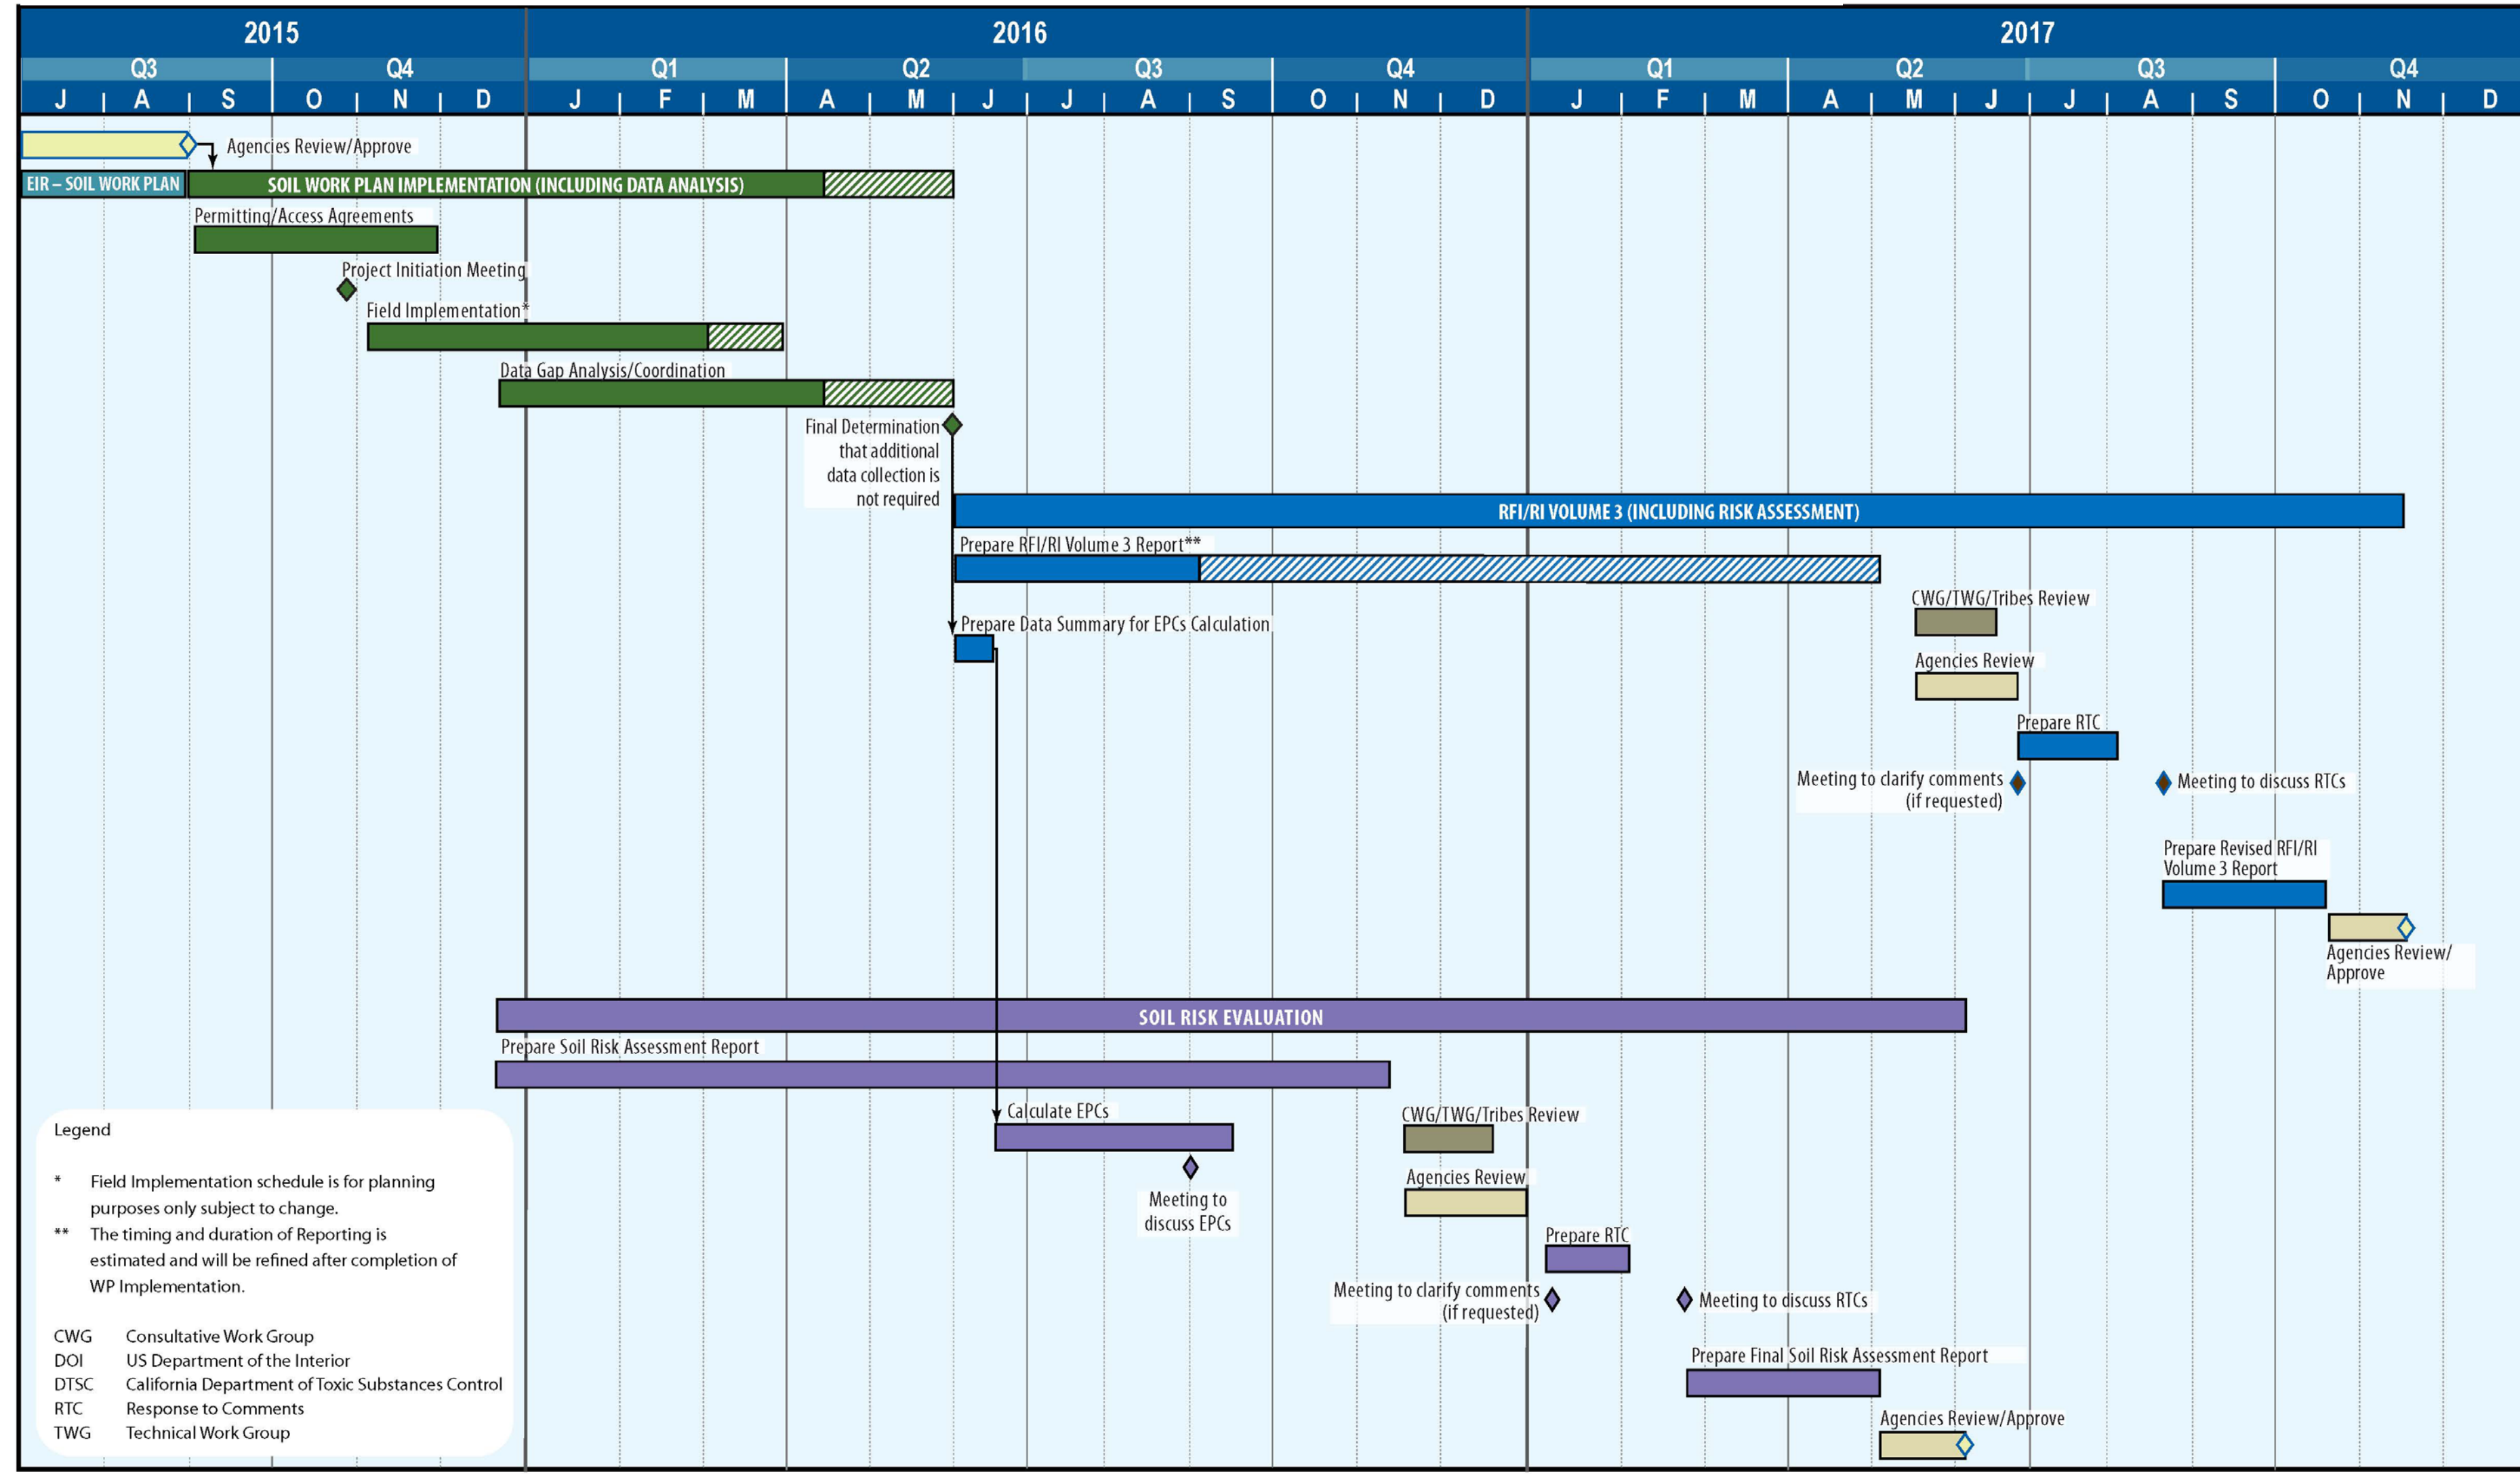 2015 2016 2017
Q3 Q4 Q1 Q2 Q3 Q4 Q1 Q2 Q3 Q4
J A S O N D J F M A M J J A S O N D J F M A M J J A S O N D
Agencies Review/Approve
EIR – SOIL WORK PLAN SOIL WORK PLAN IMPLEMENTATION (INCLUDING DATA ANALYSIS)
Permitting/Access Agreements
Project Initiation Meeting
Field Implementation*
Data Gap Analysis/Coordination
Final Determination
that additional
data collection is
not required
RFI/RI VOLUME 3 (INCLUDING RISK ASSESSMENT)
Prepare RFI/RI Volume 3 Report**
CWG/TWG/Tribes Review
Prepare Data Summary for EPCs Calculation
Agencies Review
Prepare RTC
Meeting to clarify comments
(if requested)
Meeting to discuss RTCs
Prepare Revised RFI/RI
Volume 3 Report
Agencies Review/
Approve
SOIL RISK EVALUATION
Prepare Soil Risk Assessment Report
Calculate EPCs
CWG/TWG/Tribes Review
Meeting to
discuss EPCs
Agencies Review
Prepare RTC
Meeting to clarify comments
(if requested)
Meeting to discuss RTCs
Prepare Final Soil Risk Assessment Report
Agencies Review/Approve
Legend
* Field Implementation schedule is for planning
purposes only subject to change.
** The timing and duration of Reporting is
estimated and will be refined after completion of
WP Implementation.
CWG Consultative Work Group
DOI US Department of the Interior
DTSC California Department of Toxic Substances Control
RTC Response to Comments
TWG Technical Work Group